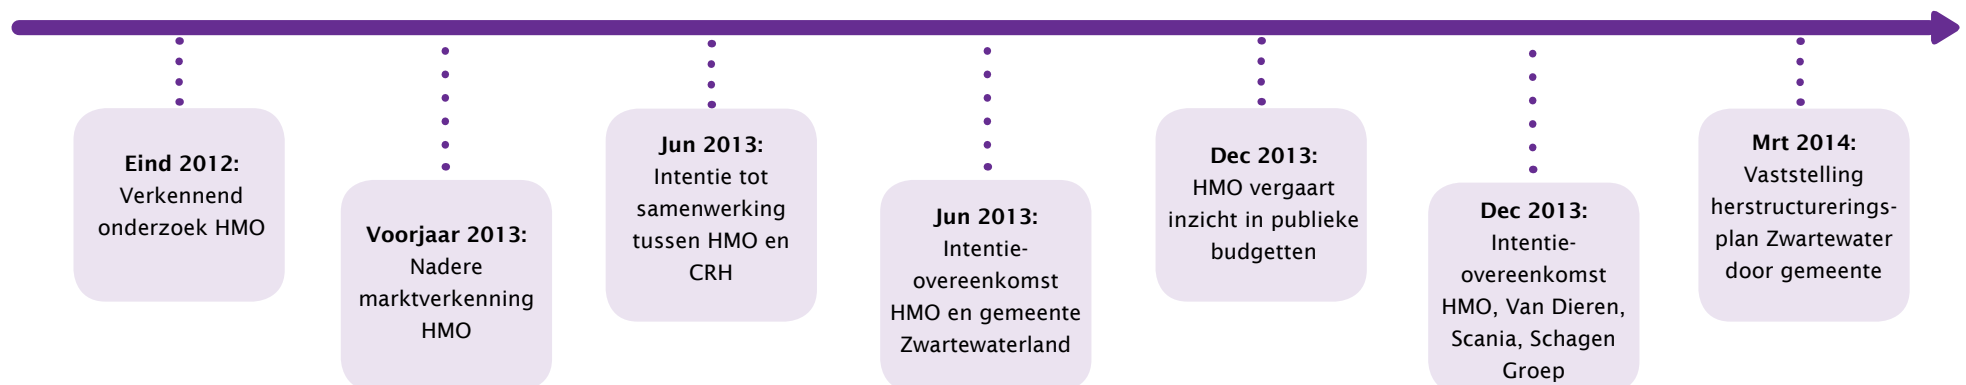 Eind 2012:
Verkennend
onderzoek HMO
Voorjaar 2013:
Nadere
marktverkenning
HMO
Jun 2013:
Intentie tot
samenwerking
tussen HMO en
CRH
Jun 2013:
Intentie-
overeenkomst
HMO en gemeente
Zwartewaterland
Dec 2013:
HMO vergaart
inzicht in publieke
budgetten
Dec 2013:
Intentie-
overeenkomst
HMO, Van Dieren,
Scania, Schagen
Groep
Mrt 2014:
Vaststelling
herstructurerings-
plan Zwartewater
door gemeente